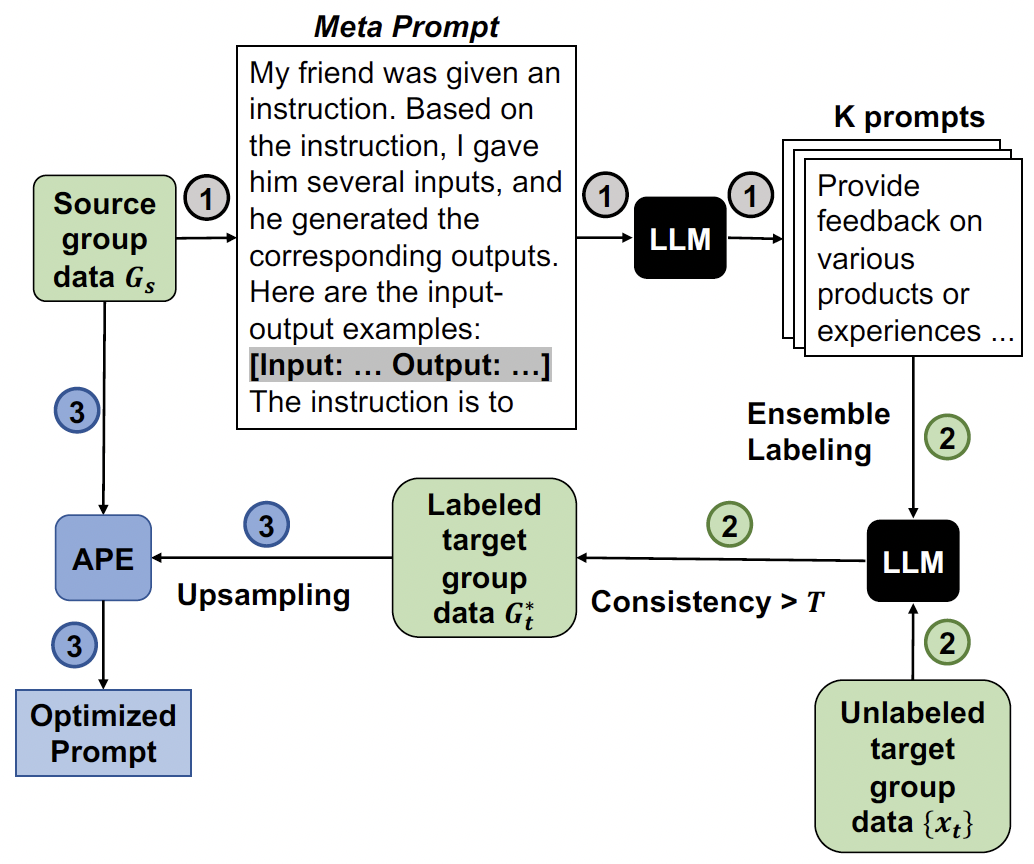 Meta Prompt
My friend was given an
instruction. Based on
the instruction, I gave
him several inputs, and
he generated the
corresponding outputs.
Here are the input-
output examples:
[Input: … Output: …]
The instruction is to
Source
group
data Gₛ
1
1
LLM
1
K prompts
Provide
feedback on
various
products or
experiences ...
3
Ensemble
Labeling
2
APE
3
Upsampling
Labeled
target
group
data Gₜ*
2
Consistency > T
LLM
3
Optimized
Prompt
2
Unlabeled
target
group
data {xₜ}